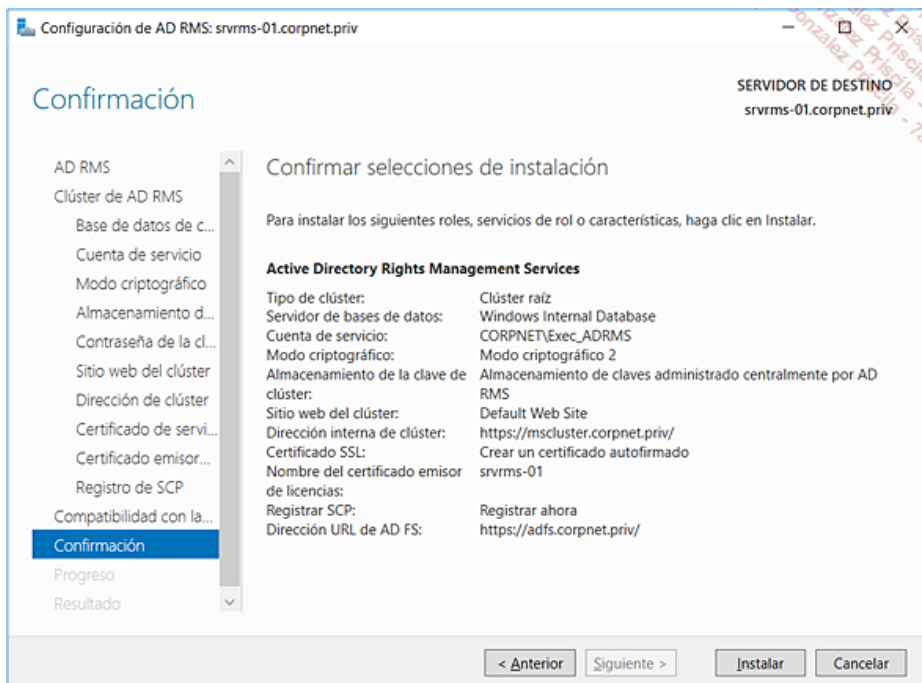 Configuración de AD RMS: srvrms-01.corpnet.priv
Confirmación
SERVIDOR DE DESTINO
srvrms-01.corpnet.priv
AD RMS
Clúster de AD RMS
Base de datos de c...
Cuenta de servicio
Modo criptográfico
Almacenamiento d...
Contraseña de la cl...
Sitio web del clúster
Dirección de clúster
Certificado de servi...
Certificado emisor...
Registro de SCP
Compatibilidad con la...
Confirmación
Progreso
Resultado
Confirmar selecciones de instalación
Para instalar los siguientes roles, servicios de rol o características, haga clic en Instalar.
Active Directory Rights Management Services
Tipo de clúster: Clúster raíz
Servidor de bases de datos: Windows Internal Database
Cuenta de servicio: CORPNET\Exec_ADRMS
Modo criptográfico: Modo criptográfico 2
Almacenamiento de la clave de Almacenamiento de claves administrado centralmente por AD
clúster: RMS
Sitio web del clúster: Default Web Site
Dirección interna de clúster: https://mscluster.corpnet.priv/
Certificado SSL: Crear un certificado autofirmado
Nombre del certificado emisor srvrms-01
de licencias:
Registrar SCP: Registrar ahora
Dirección URL de AD FS: https://adfs.corpnet.priv/
< Anterior Siguiente > Instalar Cancelar